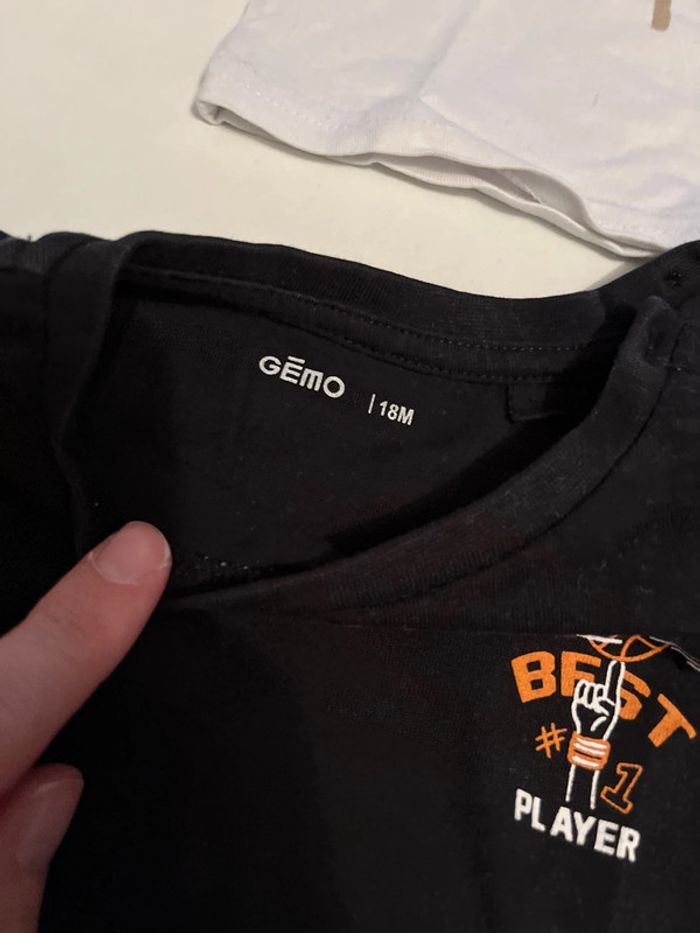 GĒMO | 18M
BEST
#1
PLAYER